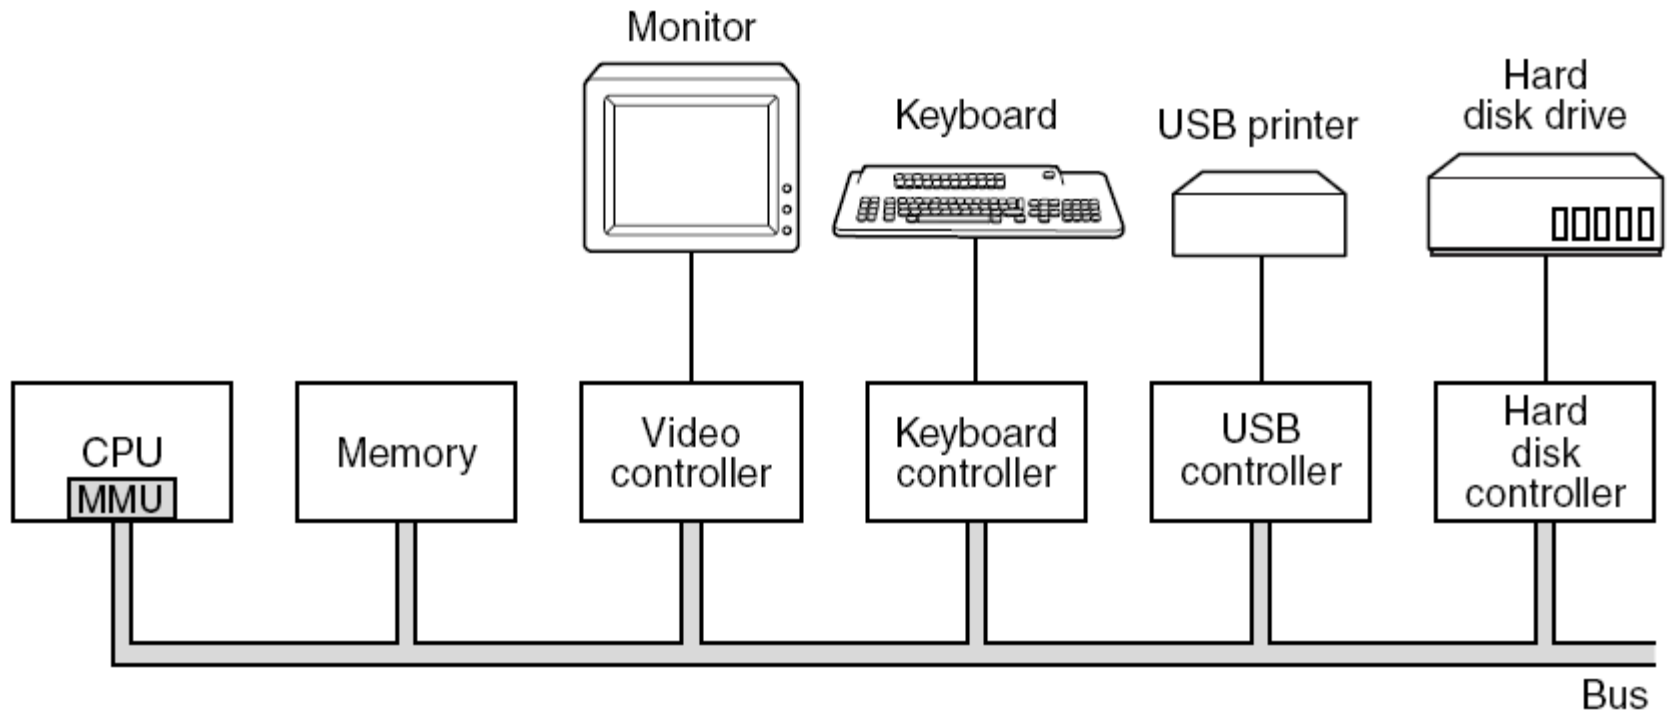 Monitor
Keyboard
USB printer
Hard
disk drive
CPU
MMU
Memory
Video
controller
Keyboard
controller
USB
controller
Hard
disk
controller
Bus